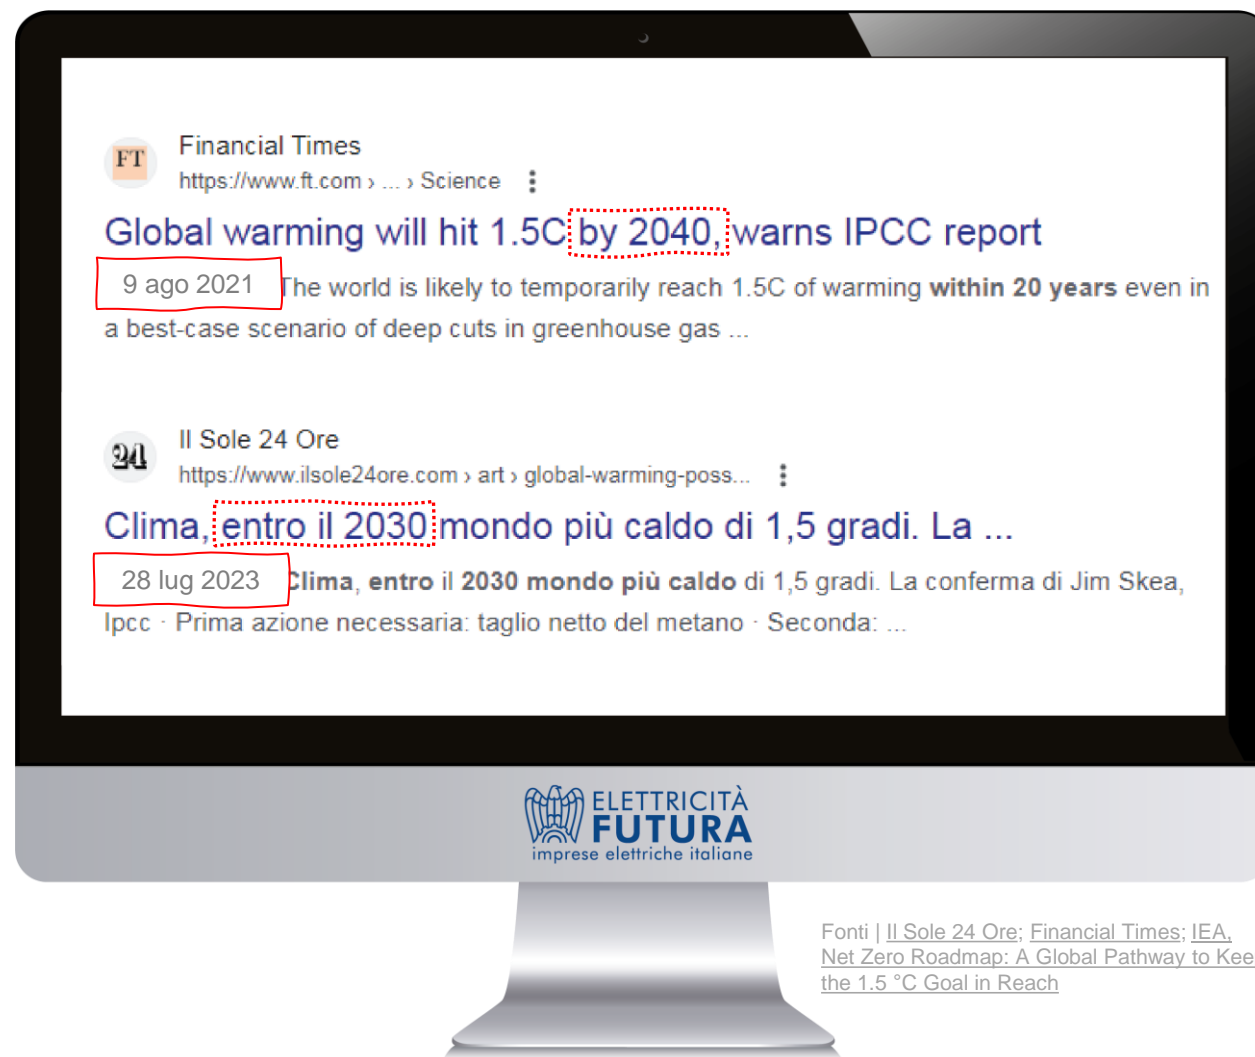 FT
Financial Times
https://www.ft.com › ... › Science
Global warming will hit 1.5C by 2040, warns IPCC report
9 ago 2021 The world is likely to temporarily reach 1.5C of warming within 20 years even in
a best-case scenario of deep cuts in greenhouse gas ...
24
Il Sole 24 Ore
https://www.ilsole24ore.com › art › global-warming-poss...
Clima, entro il 2030 mondo più caldo di 1,5 gradi. La ...
28 lug 2023 Clima, entro il 2030 mondo più caldo di 1,5 gradi. La conferma di Jim Skea,
Ipcc · Prima azione necessaria: taglio netto del metano · Seconda: ...
ELETTRICITÀ
FUTURA
imprese elettriche italiane
Fonti | Il Sole 24 Ore; Financial Times; IEA,
Net Zero Roadmap: A Global Pathway to Kee
the 1.5 °C Goal in Reach